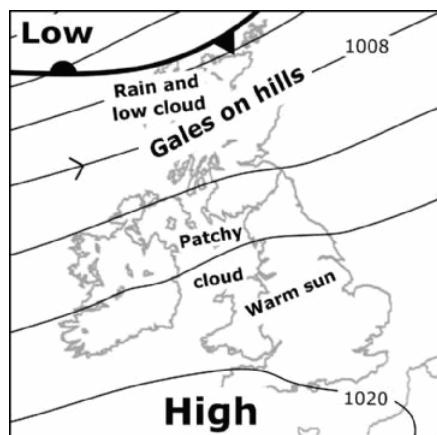 Low
1008
Rain and
low cloud
Gales on hills
Patchy
cloud
Warm sun
1020
High